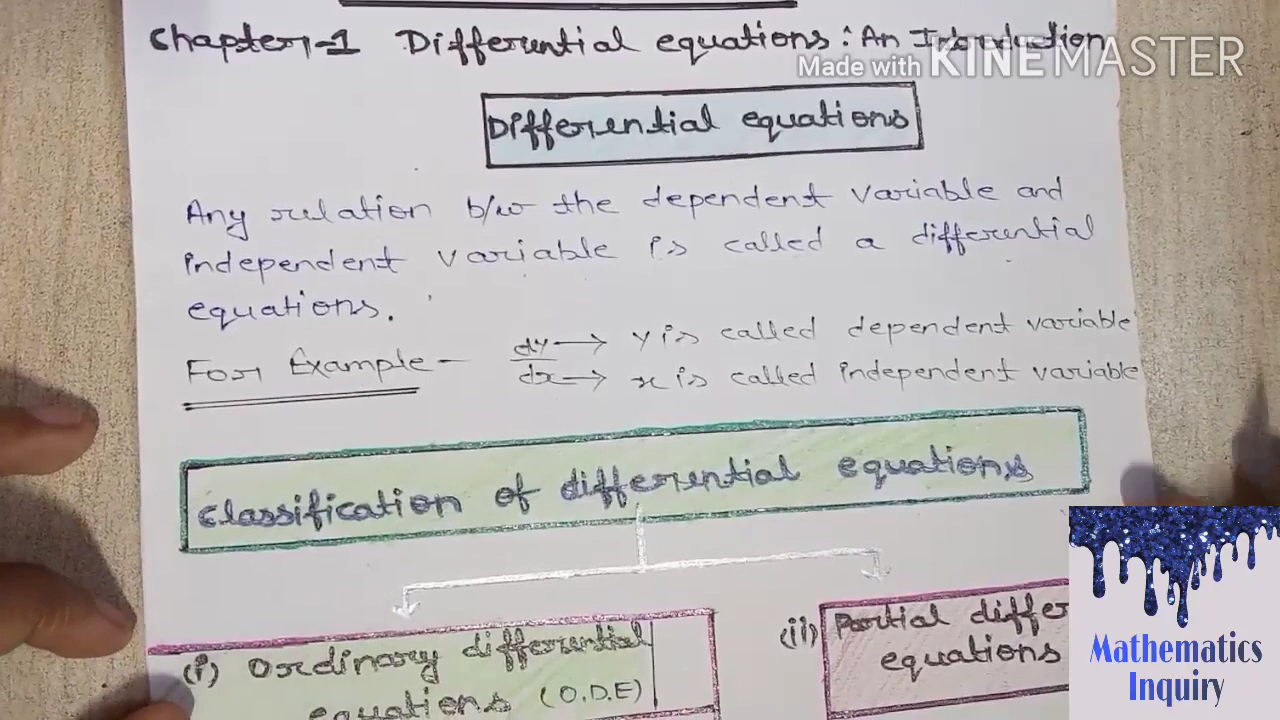 Chapter-1 Differential equations: An Introduction
Made with KINEMASTER
Differential equations
Any relation b/w the dependent variable and
independent variable is called a differential
equations.
For Example - dy → y is called dependent variable
dx → x is called independent variable
Classification of differential equations
(i) Ordinary differential
equations (O.D.E)
(ii) Partial diffe
equations
Mathematics
Inquiry